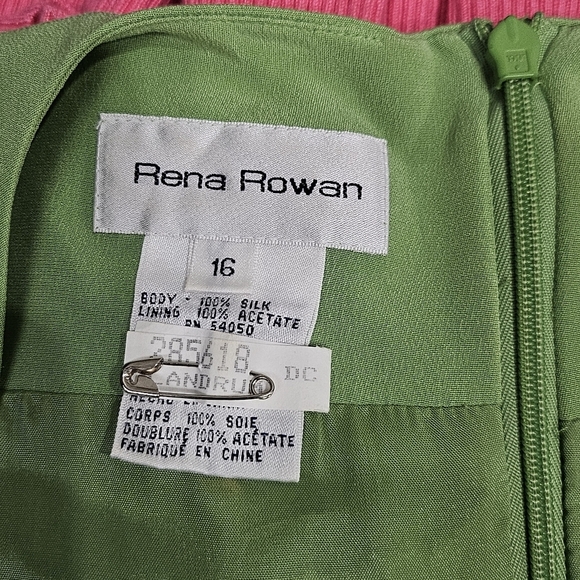 Rena Rowan
16
BODY - 100% SILK
LINING 100% ACETATE
RN 54050
285618 DC
LANDRU
CORPS 100% SOIE
DOUBLURE 100% ACÉTATE
FABRIQUÉ EN CHINE